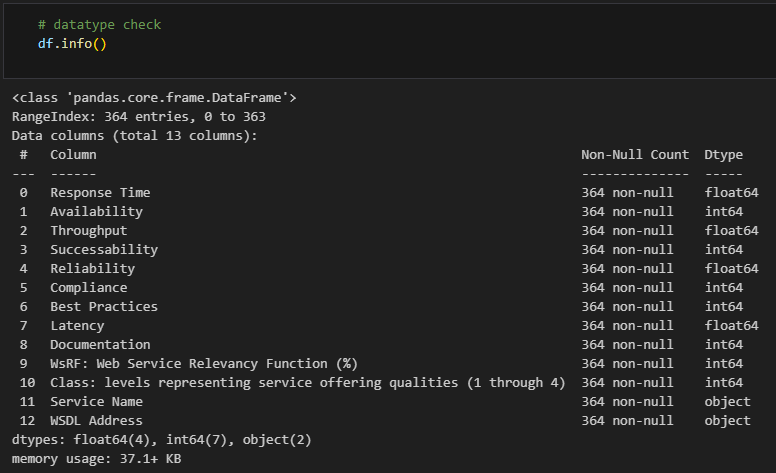 # datatype check
df.info()
<class 'pandas.core.frame.DataFrame'>
RangeIndex: 364 entries, 0 to 363
Data columns (total 13 columns):
 #   Column                                                          Non-Null Count  Dtype
---  ------                                                          --------------  -----
 0   Response Time                                                   364 non-null    float64
 1   Availability                                                    364 non-null    int64
 2   Throughput                                                      364 non-null    float64
 3   Successability                                                  364 non-null    int64
 4   Reliability                                                     364 non-null    float64
 5   Compliance                                                      364 non-null    int64
 6   Best Practices                                                  364 non-null    int64
 7   Latency                                                         364 non-null    float64
 8   Documentation                                                   364 non-null    int64
 9   WsRF: Web Service Relevancy Function (%)                        364 non-null    int64
 10  Class: levels representing service offering qualities (1 through 4)  364 non-null    int64
 11  Service Name                                                    364 non-null    object
 12  WSDL Address                                                    364 non-null    object
dtypes: float64(4), int64(7), object(2)
memory usage: 37.1+ KB